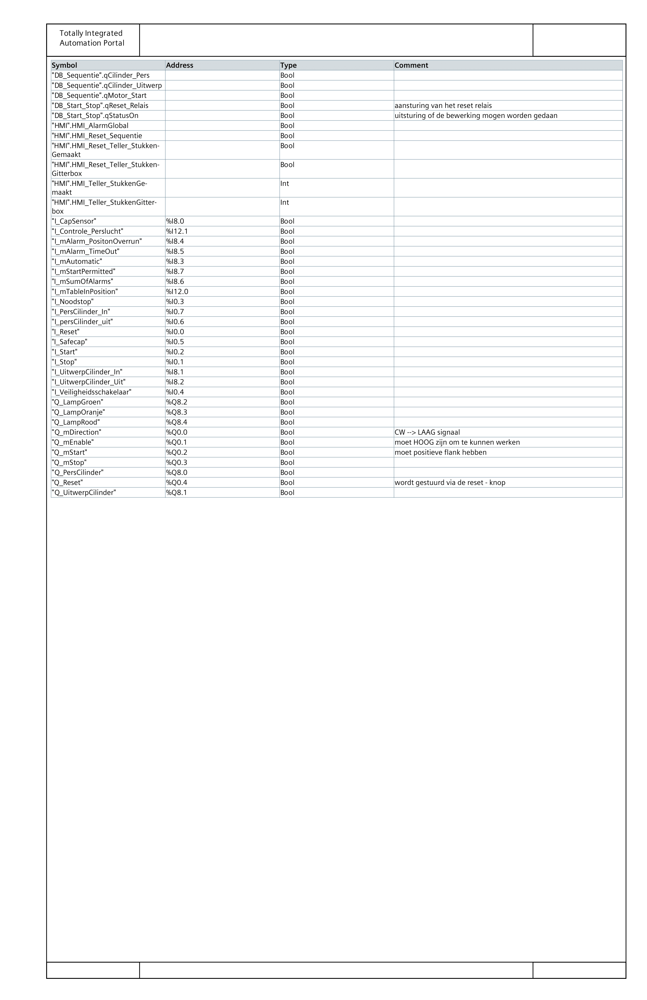 Totally Integrated
Automation Portal
Symbol Address Type Comment
"DB_Sequentie".qCilinder_Pers Bool
"DB_Sequentie".qCilinder_Uitwerp Bool
"DB_Sequentie".qMotor_Start Bool
"DB_Start_Stop".qReset_Relais Bool aansturing van het reset relais
"DB_Start_Stop".qStatusOn Bool uitsturing of de bewerking mogen worden gedaan
"HMI".HMI_AlarmGlobal Bool
"HMI".HMI_Reset_Sequentie Bool
"HMI".HMI_Reset_Teller_Stukken- Bool
Gemaakt
"HMI".HMI_Reset_Teller_Stukken- Bool
Gitterbox
"HMI".HMI_Teller_StukkenGe- Int
maakt
"HMI".HMI_Teller_StukkenGitter- Int
box
"I_CapSensor" %I8.0 Bool
"I_Controle_Perslucht" %I12.1 Bool
"I_mAlarm_PositonOverrun" %I8.4 Bool
"I_mAlarm_TimeOut" %I8.5 Bool
"I_mAutomatic" %I8.3 Bool
"I_mStartPermitted" %I8.7 Bool
"I_mSumOfAlarms" %I8.6 Bool
"I_mTableInPosition" %I12.0 Bool
"I_Noodstop" %I0.3 Bool
"I_PersCilinder_In" %I0.7 Bool
"I_persCilinder_uit" %I0.6 Bool
"I_Reset" %I0.0 Bool
"I_Safecap" %I0.5 Bool
"I_Start" %I0.2 Bool
"I_Stop" %I0.1 Bool
"I_UitwerpCilinder_In" %I8.1 Bool
"I_UitwerpCilinder_Uit" %I8.2 Bool
"I_Veiligheidsschakelaar" %I0.4 Bool
"Q_LampGroen" %Q8.2 Bool
"Q_LampOranje" %Q8.3 Bool
"Q_LampRood" %Q8.4 Bool
"Q_mDirection" %Q0.0 Bool CW --> LAAG signaal
"Q_mEnable" %Q0.1 Bool moet HOOG zijn om te kunnen werken
"Q_mStart" %Q0.2 Bool moet positieve flank hebben
"Q_mStop" %Q0.3 Bool
"Q_PersCilinder" %Q8.0 Bool
"Q_Reset" %Q0.4 Bool wordt gestuurd via de reset - knop
"Q_UitwerpCilinder" %Q8.1 Bool